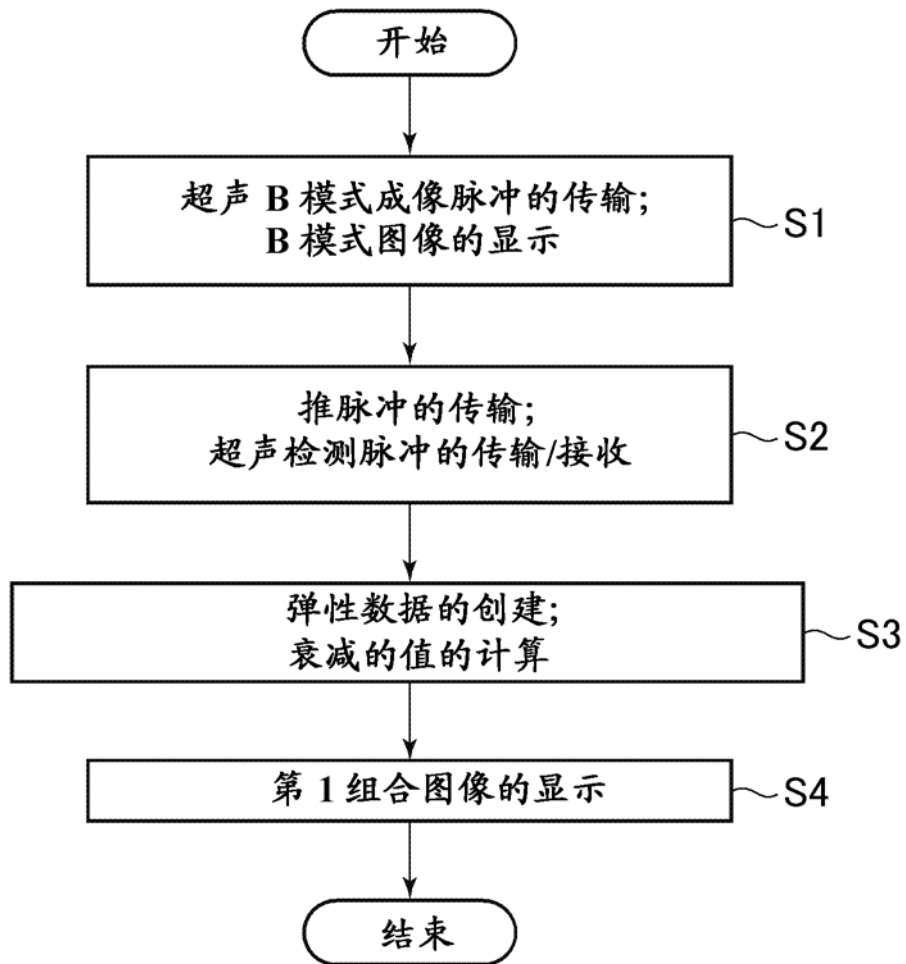 开始
超声 B 模式成像脉冲的传输;
B 模式图像的显示
S1
推脉冲的传输;
超声检测脉冲的传输/接收
S2
弹性数据的创建;
衰减的值的计算
S3
第 1 组合图像的显示
S4
结束